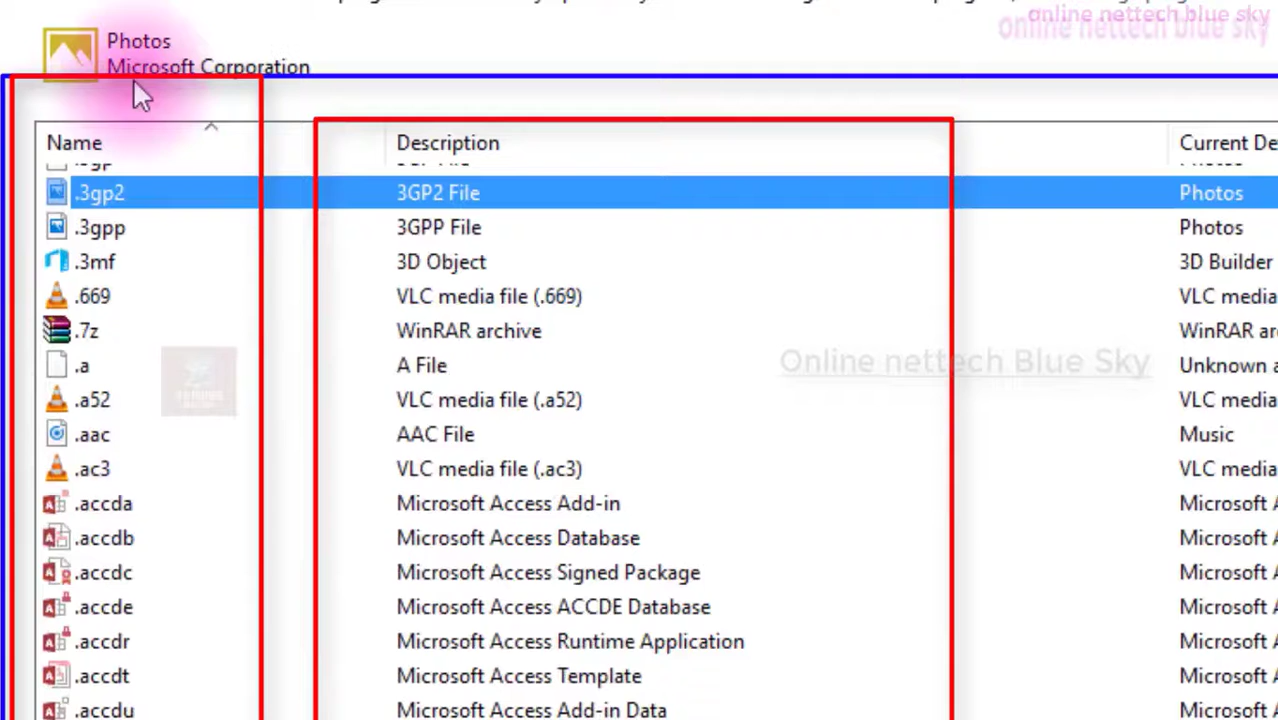 online nettech blue sky
online nettech blue sky
Photos
Microsoft Corporation
Name Description Current De
.3gp2 3GP2 File Photos
.3gpp 3GPP File Photos
.3mf 3D Object 3D Builder
.669 VLC media file (.669) VLC media
.7z WinRAR archive WinRAR ar
.a A File Unknown a
Online nettech Blue Sky
.a52 VLC media file (.a52) VLC media
.aac AAC File Music
.ac3 VLC media file (.ac3) VLC media
.accda Microsoft Access Add-in Microsoft A
.accdb Microsoft Access Database Microsoft A
.accdc Microsoft Access Signed Package Microsoft A
.accde Microsoft Access ACCDE Database Microsoft A
.accdr Microsoft Access Runtime Application Microsoft A
.accdt Microsoft Access Template Microsoft A
.accdu Microsoft Access Add-in Data Microsoft A